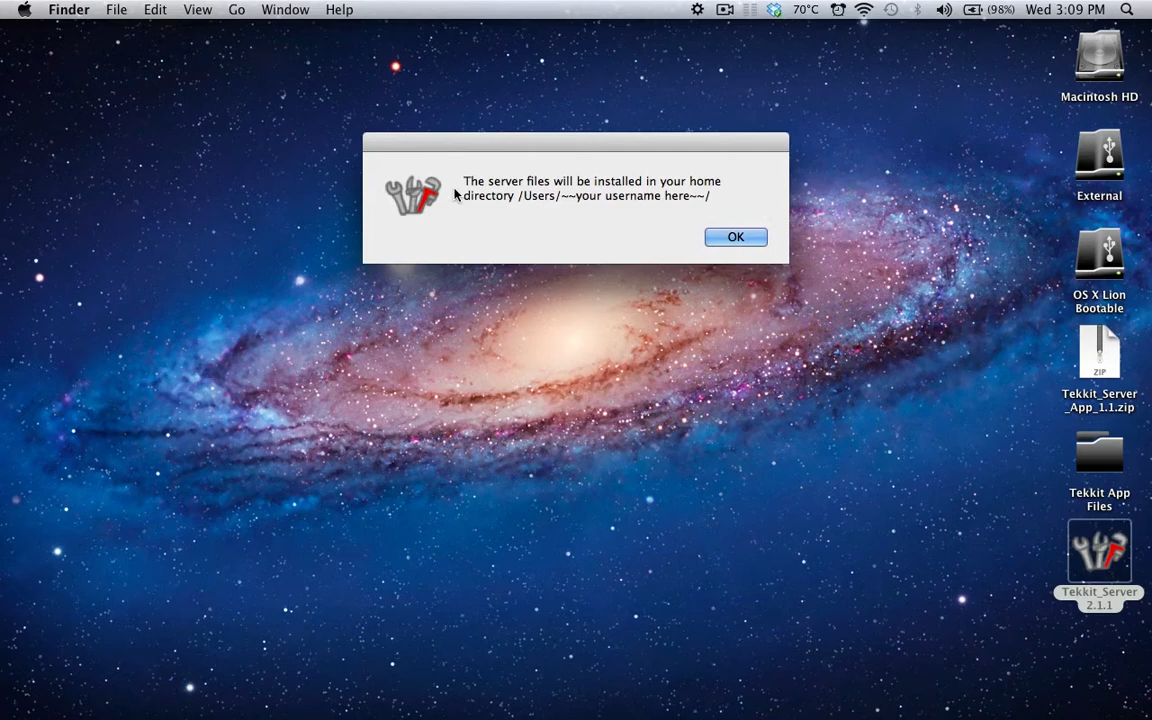 Finder File Edit View Go Window Help 70°C (98%) Wed 3:09 PM
The server files will be installed in your home
directory /Users/~~your username here~~/
OK
Macintosh HD
External
OS X Lion
Bootable
ZIP
Tekkit_Server
_App_1.1.zip
Tekkit App
Files
Tekkit_Server
2.1.1